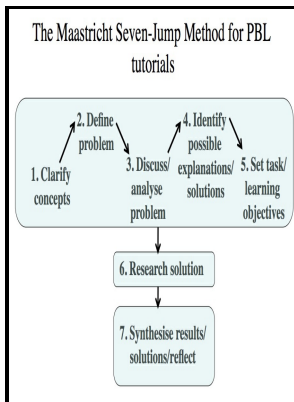 The Maastricht Seven-Jump Method for PBL
tutorials
1. Clarify
concepts
2. Define
problem
3. Discuss/
analyse
problem
4. Identify
possible
explanations/
solutions
5. Set task/
learning
objectives
6. Research solution
7. Synthesise results/
solutions/reflect